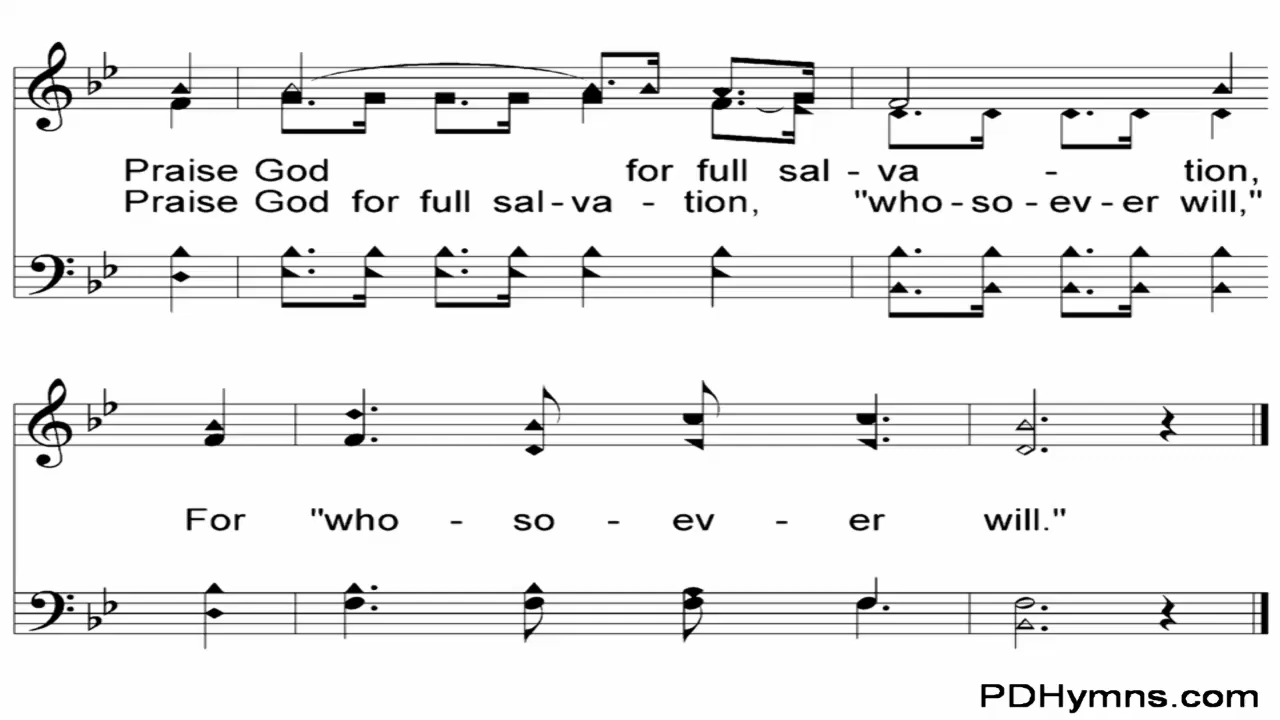 Praise God for full sal - va - tion,
Praise God for full sal - va - tion, "who - so - ev - er will,"
For "who - so - ev - er will."
PDHymns.com